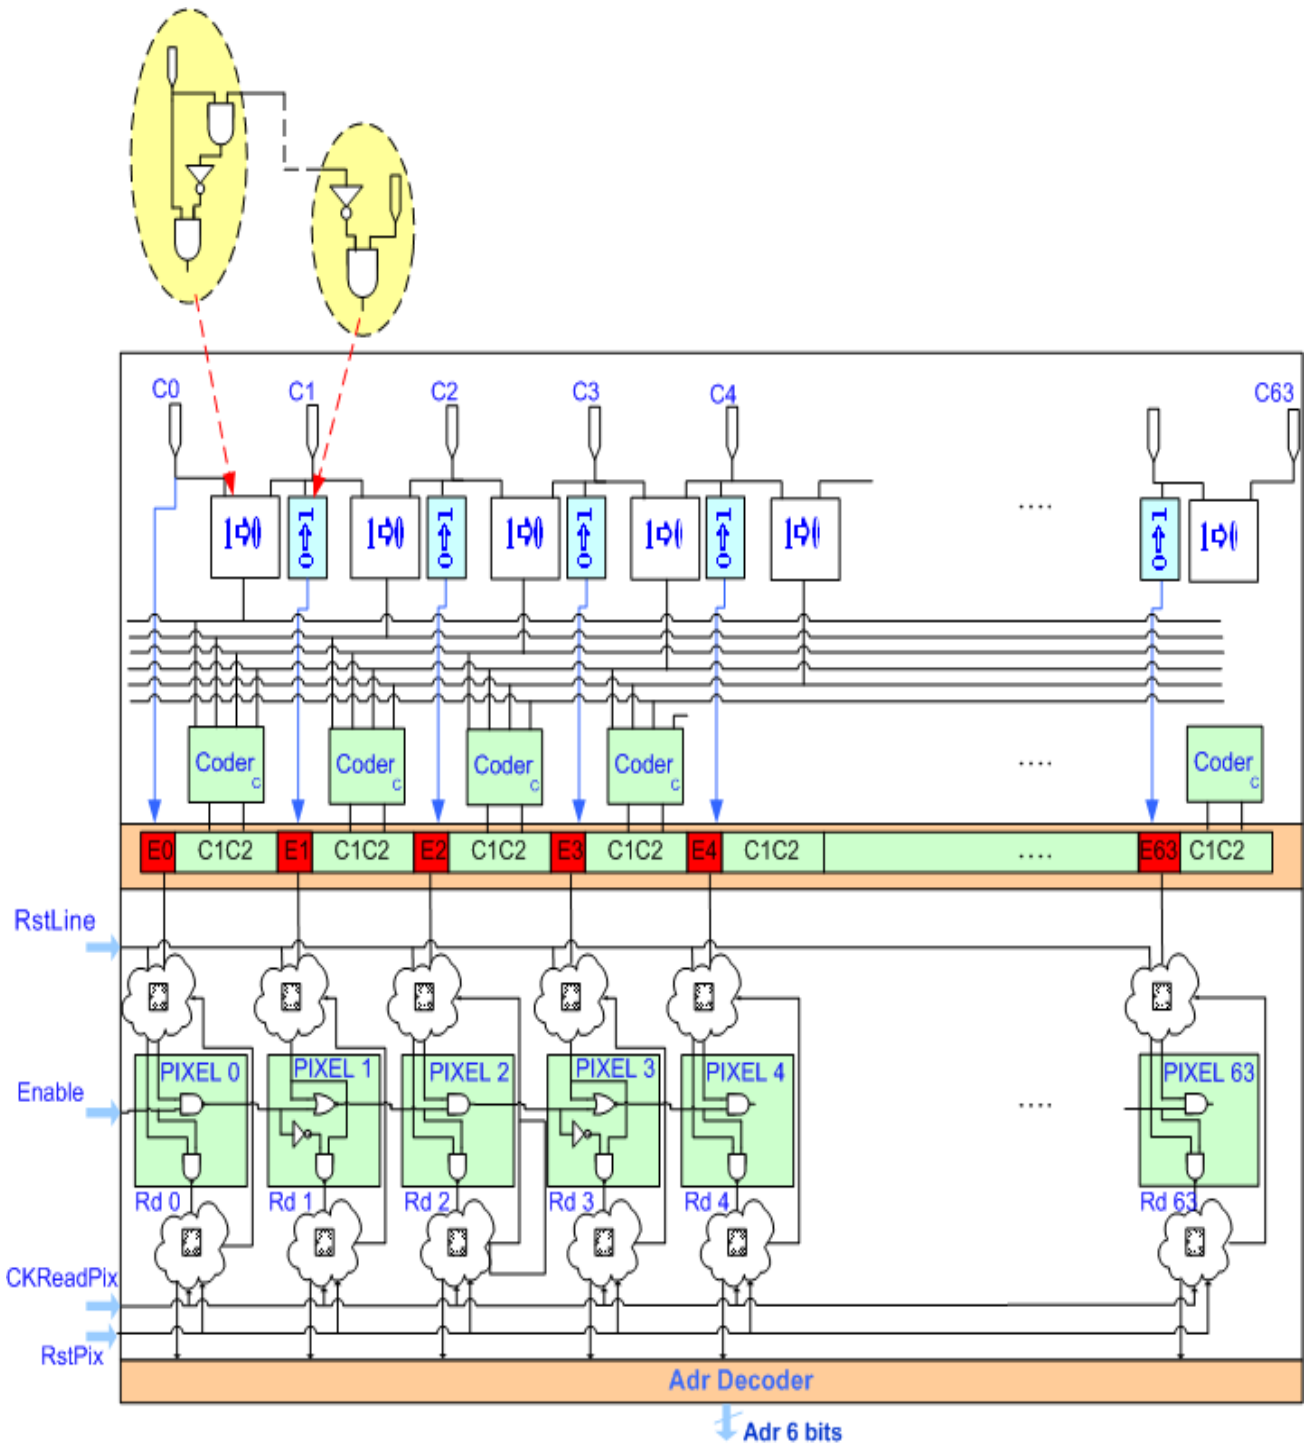 C0 C1 C2 C3 C4 C63
1⇨0 1⇨0 1⇨0 1⇨0 1⇨0 .... 1⇨0
0→1 0→1 0→1 0→1 0→1
Coder C Coder C Coder C Coder C .... Coder C
E0 C1C2 E1 C1C2 E2 C1C2 E3 C1C2 E4 C1C2 .... E63 C1C2
RstLine
PIXEL 0 PIXEL 1 PIXEL 2 PIXEL 3 PIXEL 4 PIXEL 63
Enable ....
Rd 0 Rd 1 Rd 2 Rd 3 Rd 4 Rd 63
CKReadPix
RstPix
Adr Decoder
Adr 6 bits